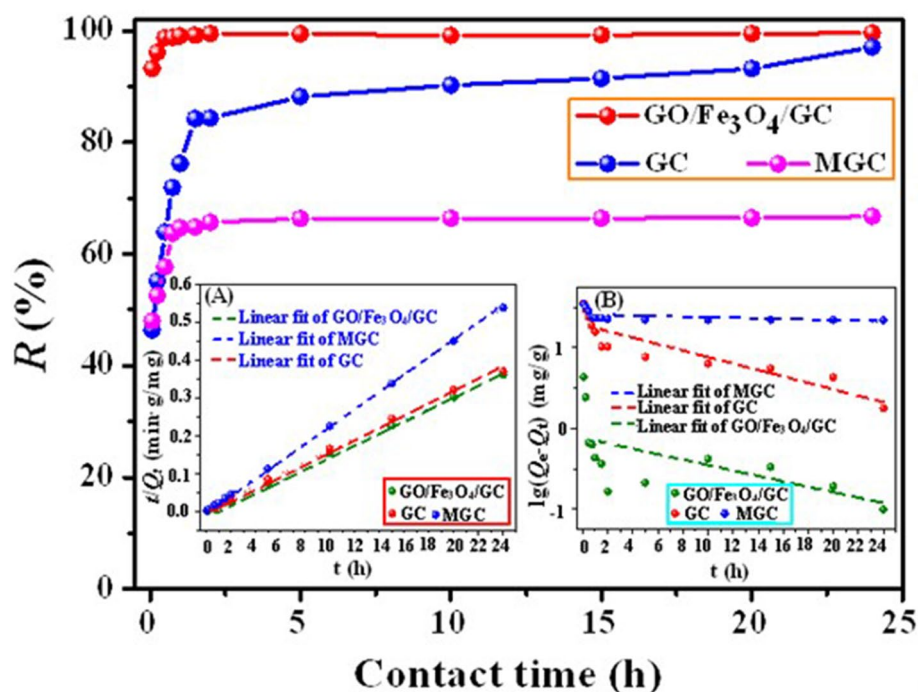 100
80
60
40
20
0
R (%)
0 5 10 15 20 25
Contact time (h)
GO/Fe₃O₄/GC
GC MGC
(A)
Linear fit of GO/Fe₃O₄/GC
Linear fit of MGC
Linear fit of GC
0.6
0.5
0.4
0.3
0.2
0.1
0.0
t/Qₜ (min·g/mg)
GO/Fe₃O₄/GC
GC MGC
0 2 4 6 8 10 12 14 16 18 20 22 24
t (h)
(B)
Linear fit of MGC
Linear fit of GC
Linear fit of GO/Fe₃O₄/GC
1
0
-1
lg(Qₑ-Qₜ) (mg/g)
GO/Fe₃O₄/GC
GC MGC
0 2 4 6 8 10 12 14 16 18 20 22 24
t (h)